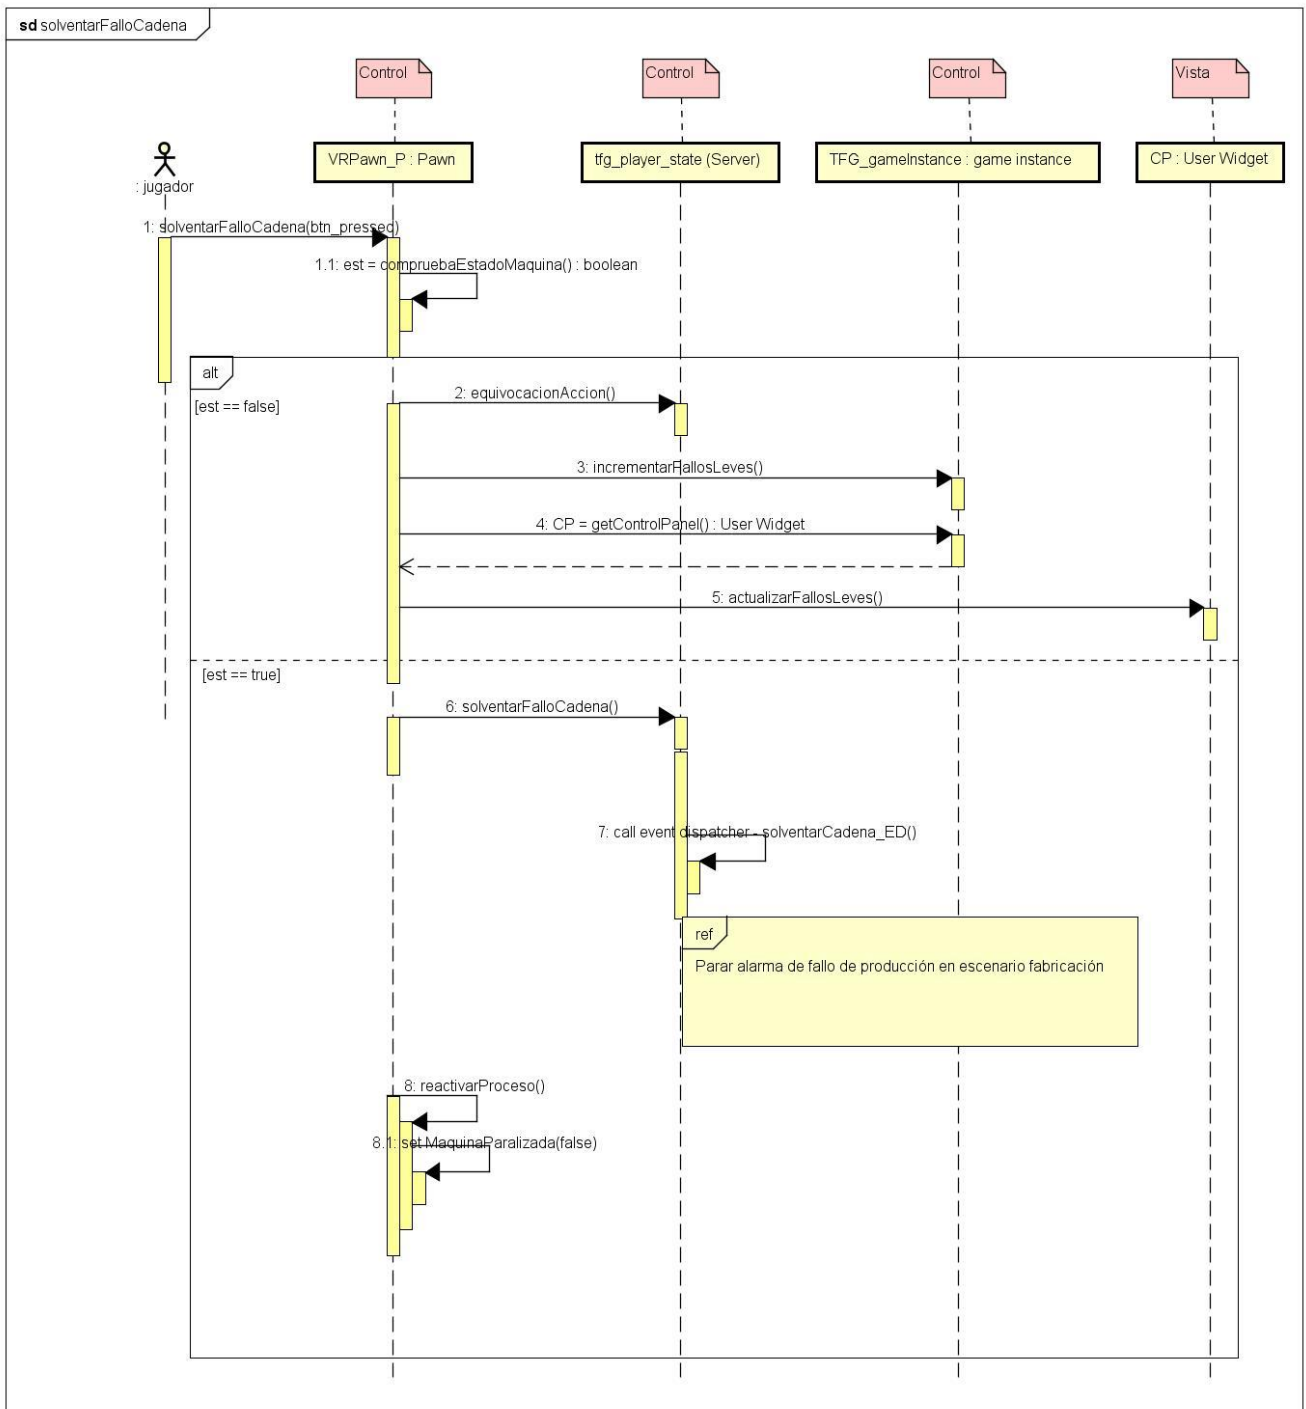 sd solventarFalloCadena
Control
Control
Control
Vista
VRPawn_P : Pawn
tfg_player_state (Server)
TFG_gameInstance : game instance
CP : User Widget
: jugador
1: solventarFalloCadena(btn_pressed)
1.1: est = compruebaEstadoMaquina() : boolean
alt
[est == false]
2: equivocacionAccion()
3: incrementarFallosLeves()
4: CP = getControlPanel() : User Widget
5: actualizarFallosLeves()
[est == true]
6: solventarFalloCadena()
7: call event dispatcher - solventarCadena_ED()
ref
Parar alarma de fallo de producción en escenario fabricación
8: reactivarProceso()
8.1: set MaquinaParalizada(false)